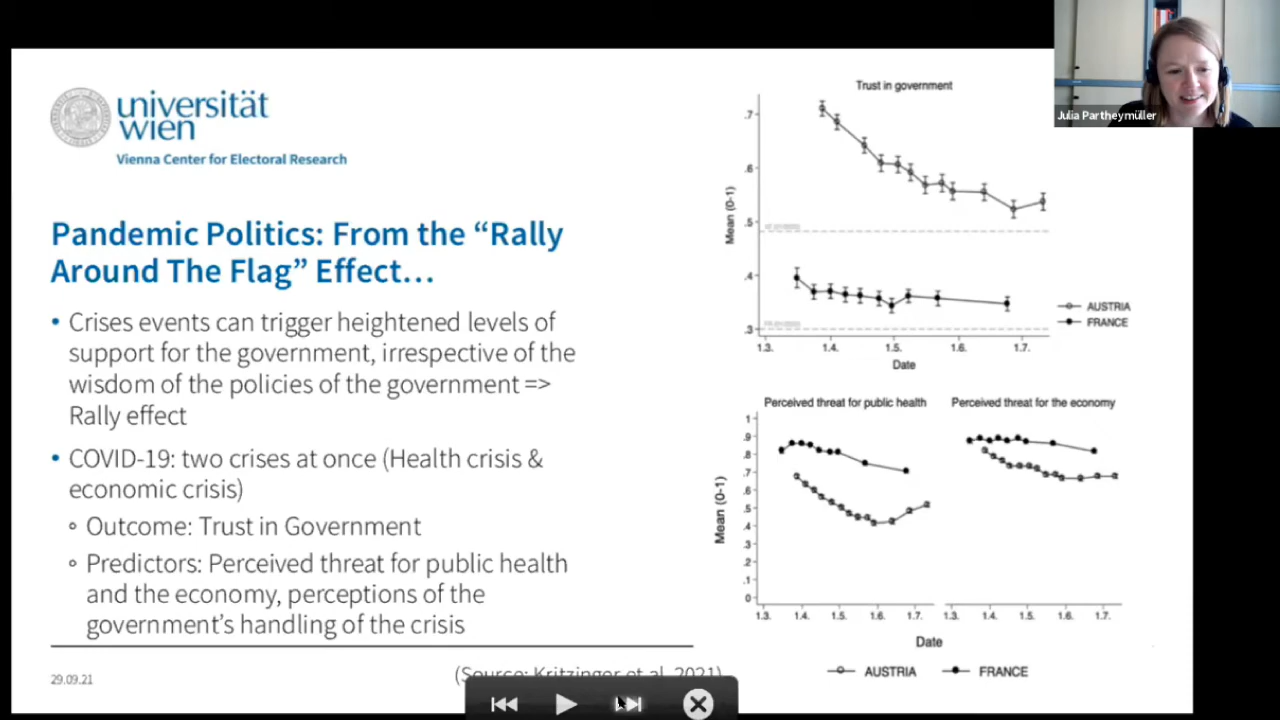 universität
wien
Vienna Center for Electoral Research
Pandemic Politics: From the “Rally
Around The Flag” Effect…
• Crises events can trigger heightened levels of
support for the government, irrespective of the
wisdom of the policies of the government =>
Rally effect
• COVID-19: two crises at once (Health crisis &
economic crisis)
Outcome: Trust in Government
Predictors: Perceived threat for public health
and the economy, perceptions of the
government’s handling of the crisis
29.09.21
(Source: Kritzinger et al. 2021)
Julia Partheymüller
Trust in government
Mean (0-1)
.7
.6
.5
.4
.3
1.3. 1.4. 1.5. 1.6. 1.7.
Date
AUSTRIA
FRANCE
Perceived threat for public health
Perceived threat for the economy
Mean (0-1)
1
.9
.8
.7
.6
.5
.4
.3
.2
.1
0
1.3. 1.4. 1.5. 1.6. 1.7.
1.3. 1.4. 1.5. 1.6. 1.7.
Date
AUSTRIA FRANCE